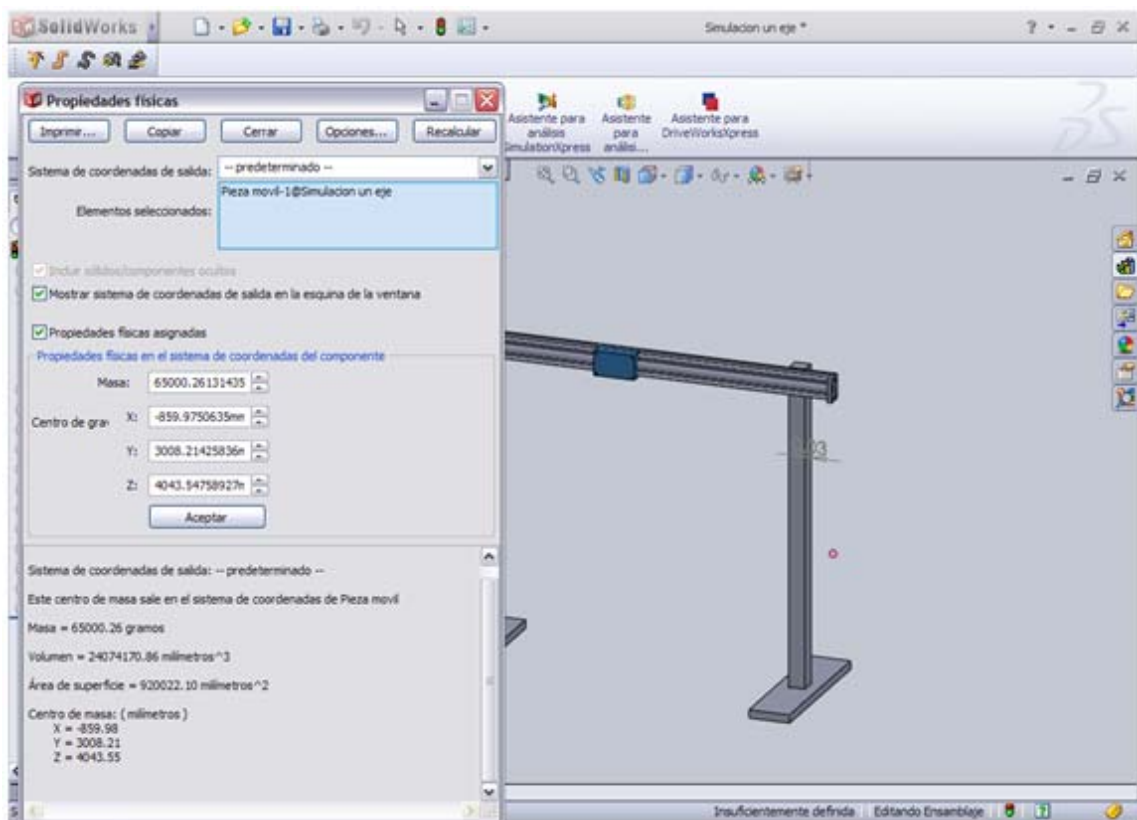 SolidWorks
Simulacion un eje *
Propiedades físicas
Imprimir... Copiar Cerrar Opciones... Recalcular
Sistema de coordenadas de salida: -- predeterminado --
Elementos seleccionados: Pieza movil-1@Simulacion un eje
Incluir sólidos/componentes ocultos
Mostrar sistema de coordenadas de salida en la esquina de la ventana
Propiedades físicas asignadas
Propiedades físicas en el sistema de coordenadas del componente
Masa: 65000.26131435
Centro de gra
X: -859.9750635mm
Y: 3008.21425836
Z: 4043.54758927
Aceptar
Sistema de coordenadas de salida: -- predeterminado --
Este centro de masa sale en el sistema de coordenadas de Pieza movil
Masa = 65000.26 gramos
Volumen = 24074170.86 milímetros^3
Área de superficie = 920022.10 milímetros^2
Centro de masa: ( milímetros )
X = -859.98
Y = 3008.21
Z = 4043.55
Asistente para análisis SimulationXpress
Asistente para análisi...
Asistente para DriveWorksXpress
Insuficientemente definida Editando Ensamblaje